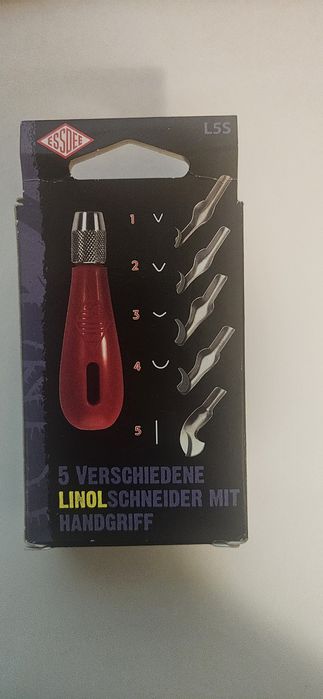 ESSDEE
L5S
1
2
3
4
5
5 VERSCHIEDENE
LINOLSCHNEIDER MIT
HANDGRIFF